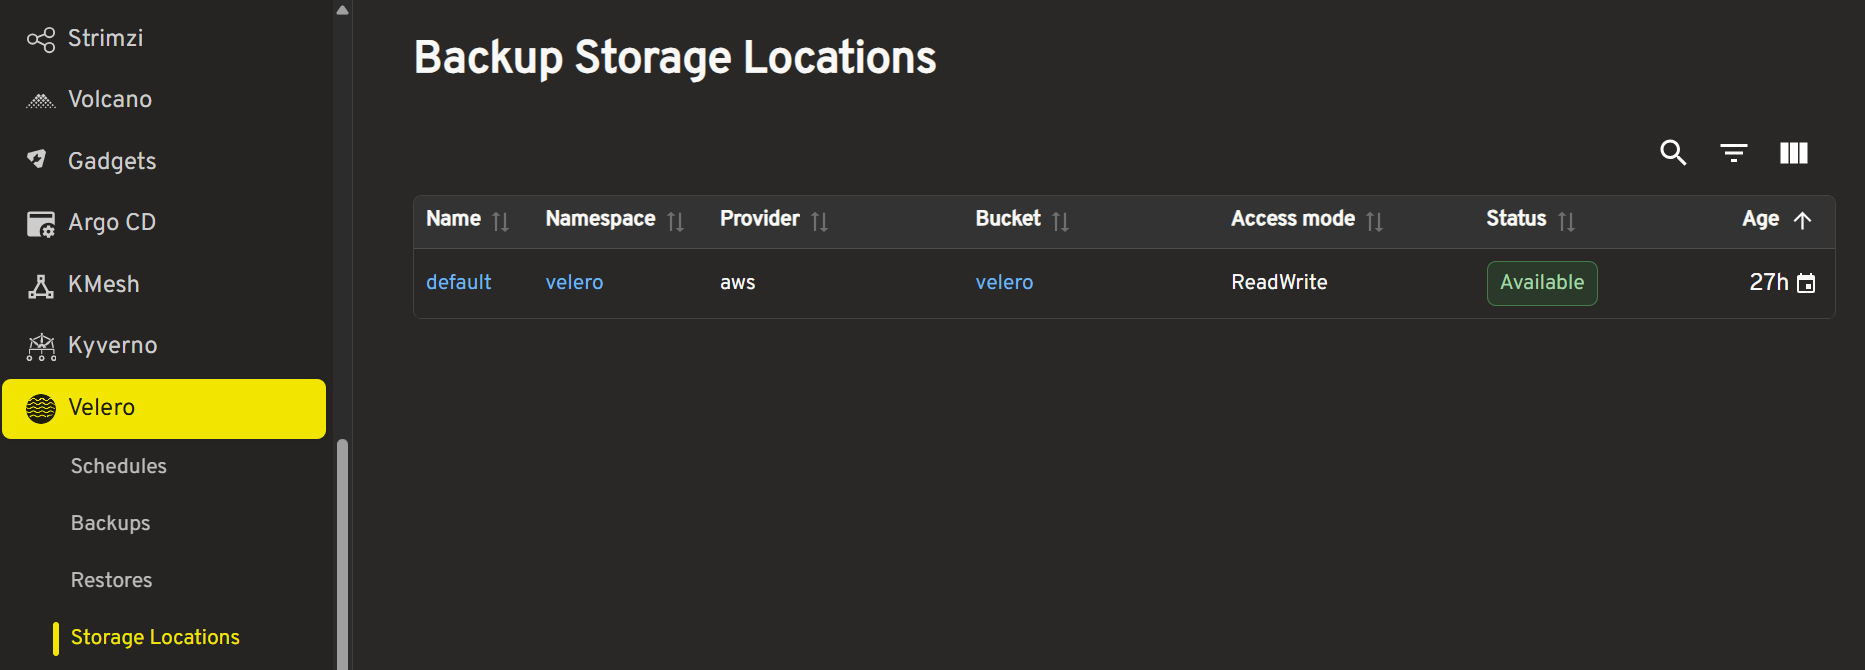 Strimzi
Volcano
Gadgets
Argo CD
KMesh
Kyverno
Velero
Schedules
Backups
Restores
Storage Locations
Backup Storage Locations
Name Namespace Provider Bucket Access mode Status Age
default velero aws velero ReadWrite Available 27h